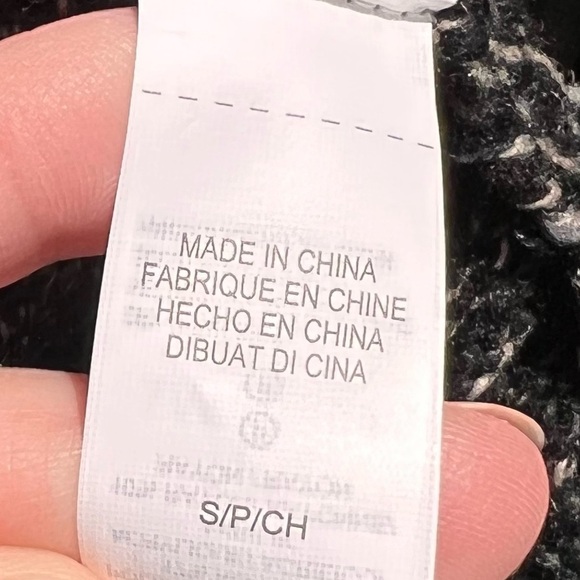 MADE IN CHINA
FABRIQUE EN CHINE
HECHO EN CHINA
DIBUAT DI CINA
S/P/CH